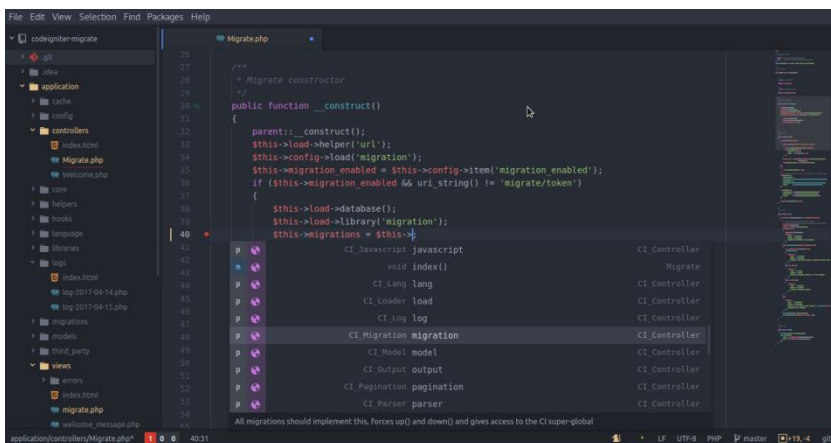 File Edit View Selection Find Packages Help
codeigniter-migrate
.git
.idea
application
cache
config
controllers
index.html
Migrate.php
Welcome.php
core
helpers
hooks
language
libraries
logs
index.html
log-2017-04-14.php
log-2017-04-15.php
migrations
models
third_party
views
errors
index.html
migrate.php
welcome_message.php
Migrate.php
26
27 /**
28 * Migrate constructor
29 */
30 public function __construct()
31 {
32 parent::__construct();
33 $this->load->helper('url');
34 $this->config->load('migration');
35 $this->migration_enabled = $this->config->item('migration_enabled');
36 if ($this->migration_enabled && uri_string() != 'migrate/token')
37 {
38 $this->load->database();
39 $this->load->library('migration');
40 $this->migrations = $this->;
41
42
43
44
45
46
47
48
49
50
51
52
53
54
p CI_Javascript javascript CI_Controller
m void index() Migrate
p CI_Lang lang CI_Controller
p CI_Loader load CI_Controller
p CI_Log log CI_Controller
p CI_Migration migration CI_Controller
p CI_Model model CI_Controller
p CI_Output output CI_Controller
p CI_Pagination pagination CI_Controller
p CI_Parser parser CI_Controller
All migrations should implement this, forces up() and down() and gives access to the CI super-global
application/controllers/Migrate.php* 1 0 0 40:31 1 LF UTF-8 PHP master +19, -4